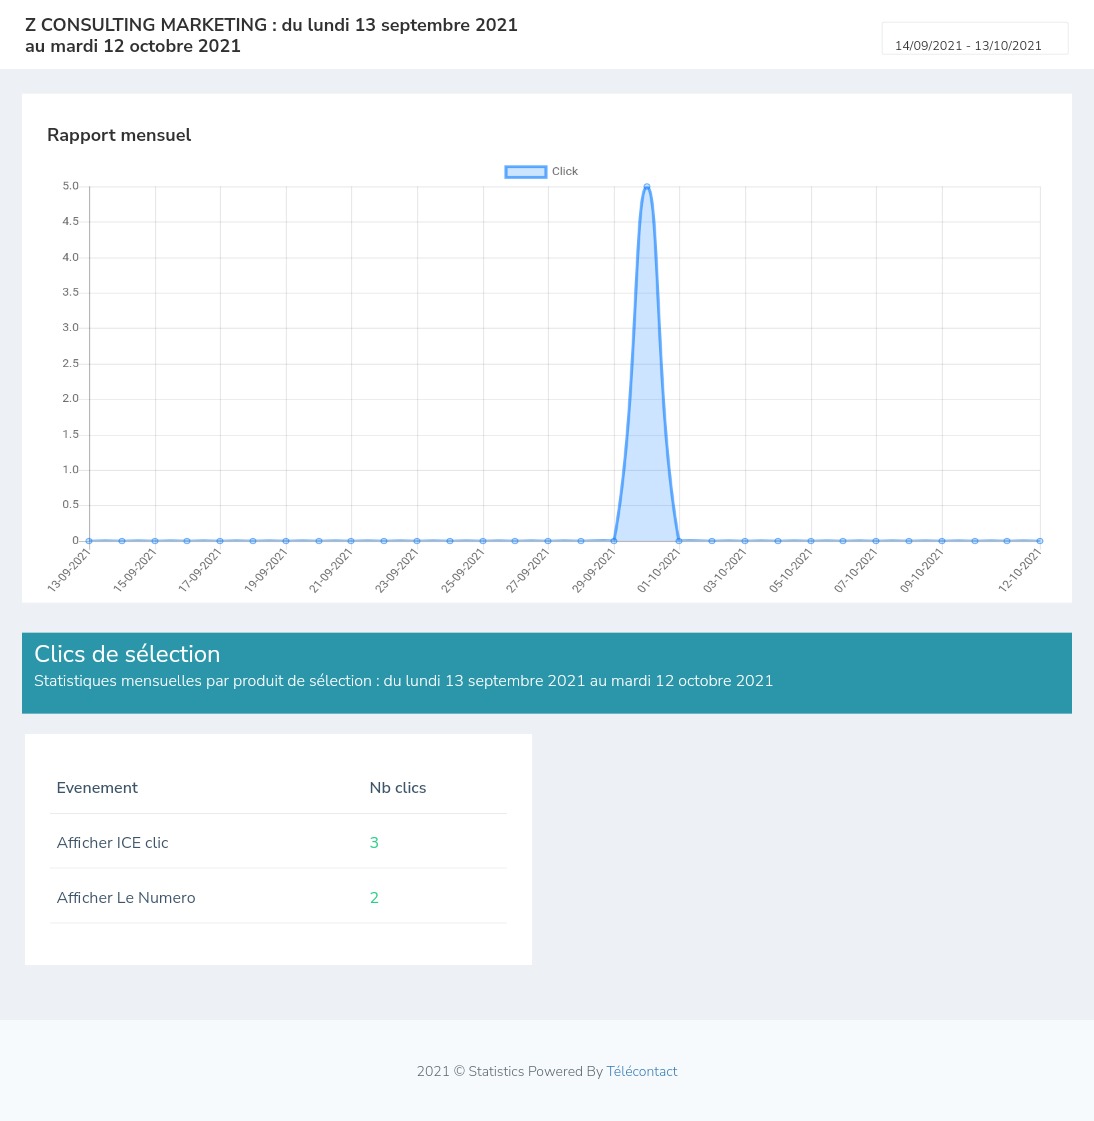 Z CONSULTING MARKETING : du lundi 13 septembre 2021
au mardi 12 octobre 2021
14/09/2021 - 13/10/2021
Rapport mensuel
Click
5.0
4.5
4.0
3.5
3.0
2.5
2.0
1.5
1.0
0.5
0
13-09-2021
15-09-2021
17-09-2021
19-09-2021
21-09-2021
23-09-2021
25-09-2021
27-09-2021
29-09-2021
01-10-2021
03-10-2021
05-10-2021
07-10-2021
09-10-2021
12-10-2021
Clics de sélection
Statistiques mensuelles par produit de sélection : du lundi 13 septembre 2021 au mardi 12 octobre 2021
Evenement Nb clics
Afficher ICE clic 3
Afficher Le Numero 2
2021 © Statistics Powered By Télécontact